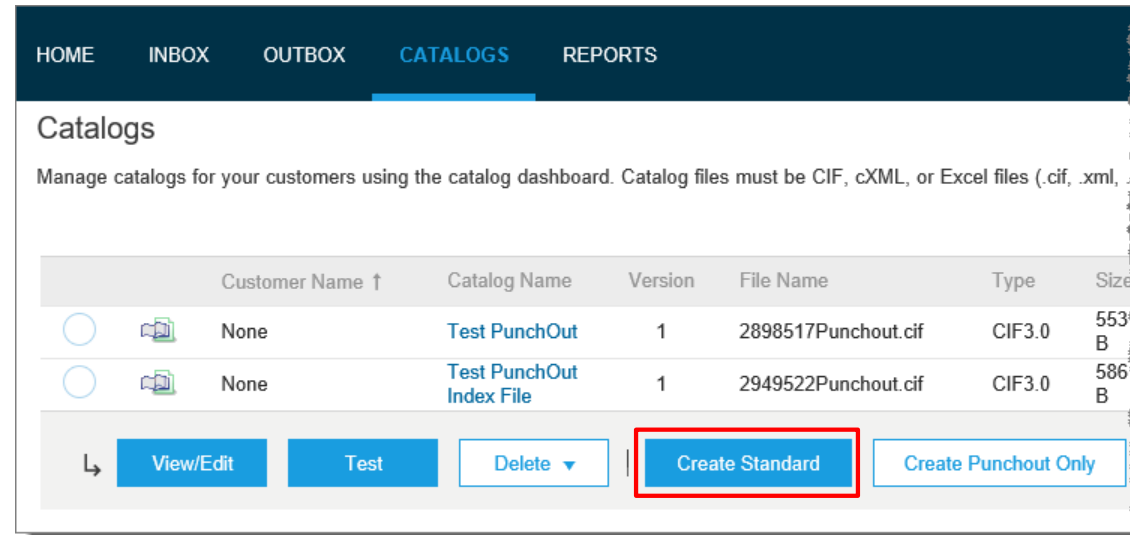 HOME INBOX OUTBOX CATALOGS REPORTS
Catalogs
Manage catalogs for your customers using the catalog dashboard. Catalog files must be CIF, cXML, or Excel files (.cif, .xml,
Customer Name ↑ Catalog Name Version File Name Type Size
None Test PunchOut 1 2898517Punchout.cif CIF3.0 553 B
None Test PunchOut Index File 1 2949522Punchout.cif CIF3.0 586 B
View/Edit Test Delete Create Standard Create Punchout Only